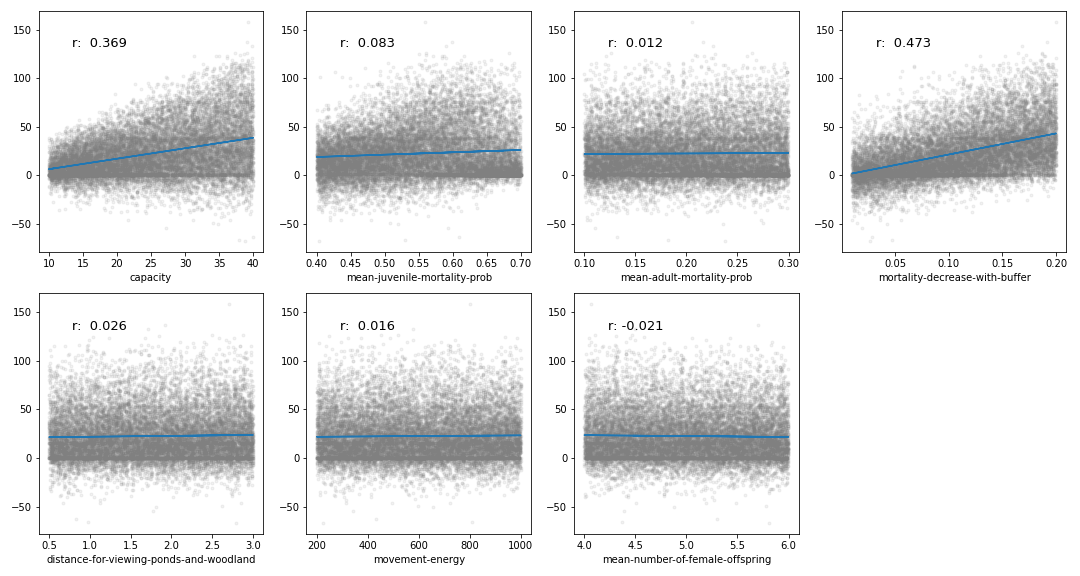 150
100
50
0
−50
r: 0.369
r: 0.083
r: 0.012
r: 0.473
10 15 20 25 30 35 40
0.40 0.45 0.50 0.55 0.60 0.65 0.70
0.10 0.15 0.20 0.25 0.30
0.05 0.10 0.15 0.20
capacity
mean-juvenile-mortality-prob
mean-adult-mortality-prob
mortality-decrease-with-buffer
150
100
50
0
−50
150
100
50
0
−50
150
100
50
0
−50
150
100
50
0
−50
r: 0.026
r: 0.016
r: -0.021
0.5 1.0 1.5 2.0 2.5 3.0
200 400 600 800 1000
4.0 4.5 5.0 5.5 6.0
distance-for-viewing-ponds-and-woodland
movement-energy
mean-number-of-female-offspring
150
100
50
0
−50
150
100
50
0
−50